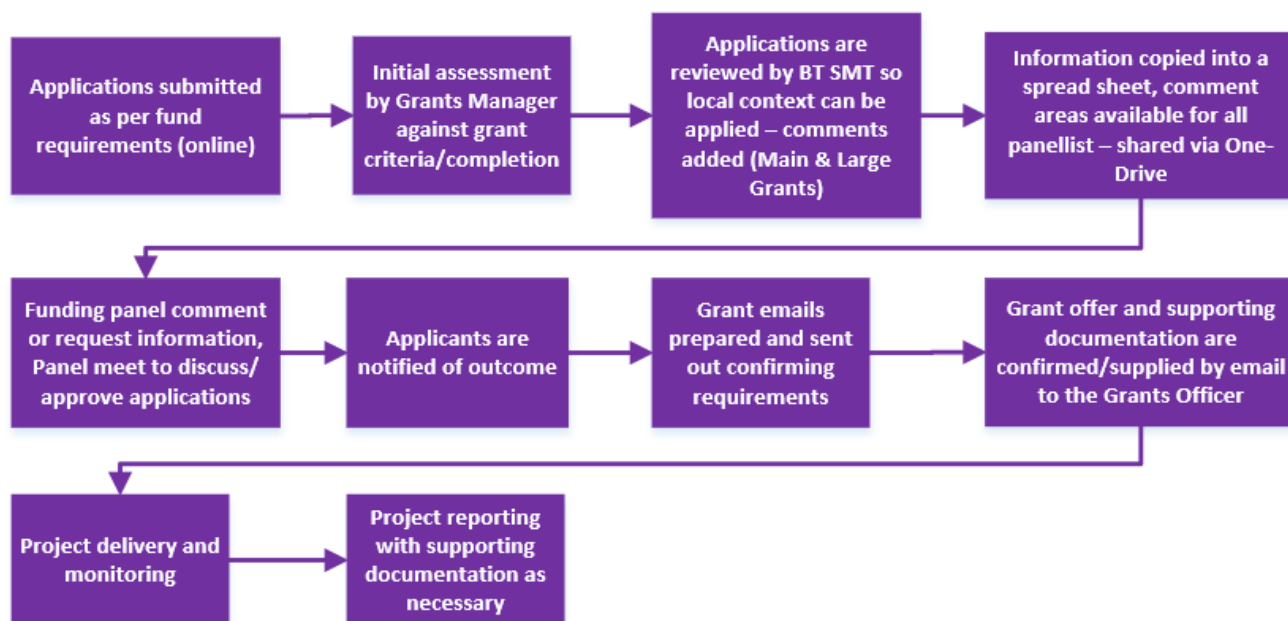 Applications submitted
as per fund
requirements (online)
Initial assessment
by Grants Manager
against grant
criteria/completion
Applications are
reviewed by BT SMT so
local context can be
applied – comments
added (Main & Large
Grants)
Information copied into a
spread sheet, comment
areas available for all
panellist – shared via One-
Drive
Funding panel comment
or request information,
Panel meet to discuss/
approve applications
Applicants are
notified of outcome
Grant emails
prepared and sent
out confirming
requirements
Grant offer and supporting
documentation are
confirmed/supplied by email
to the Grants Officer
Project delivery and
monitoring
Project reporting
with supporting
documentation as
necessary